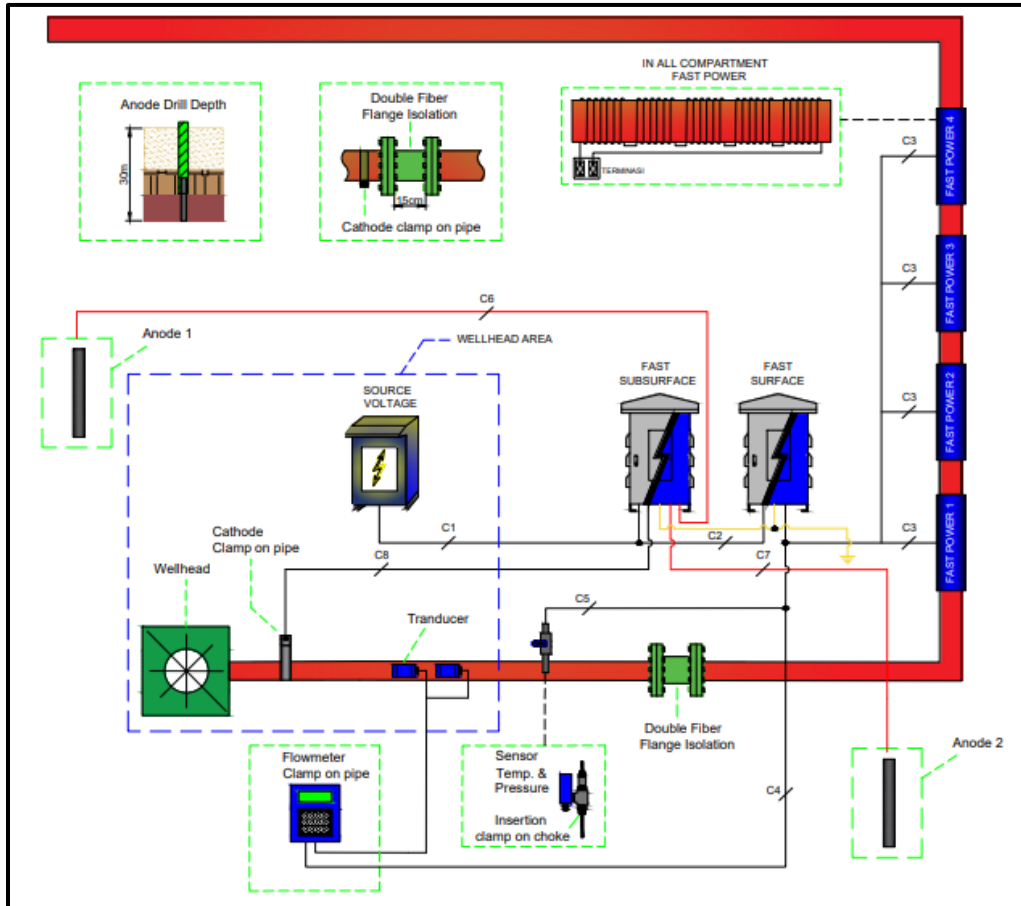 IN ALL COMPARTMENT
FAST POWER
Anode Drill Depth
30m
Double Fiber
Flange Isolation
15cm
Cathode clamp on pipe
TERMINASI
FAST POWER 4
C3
FAST POWER 3
C3
FAST POWER 2
C3
FAST POWER 1
C3
C6
Anode 1
WELLHEAD AREA
SOURCE
VOLTAGE
FAST
SUBSURFACE
FAST
SURFACE
C1
C2
C7
C8
Cathode
Clamp on pipe
Wellhead
Tranducer
C5
Double Fiber
Flange Isolation
Flowmeter
Clamp on pipe
Sensor
Temp. &
Pressure
Insertion
clamp on choke
C4
Anode 2